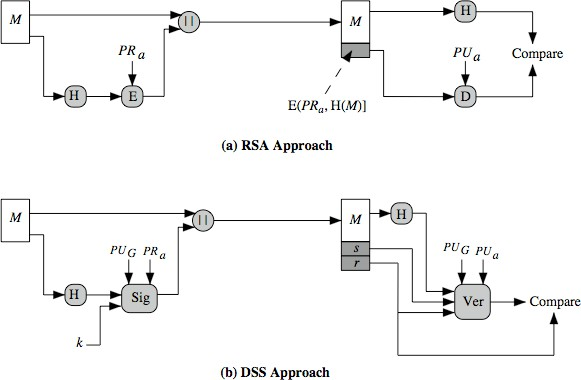 M
||
M
H
PRa
PUa
Compare
H
E
D
E(PRa, H(M)]
(a) RSA Approach
M
||
M
H
s
r
PUG PRa
PUG PUa
H
Sig
Ver
Compare
k
(b) DSS Approach